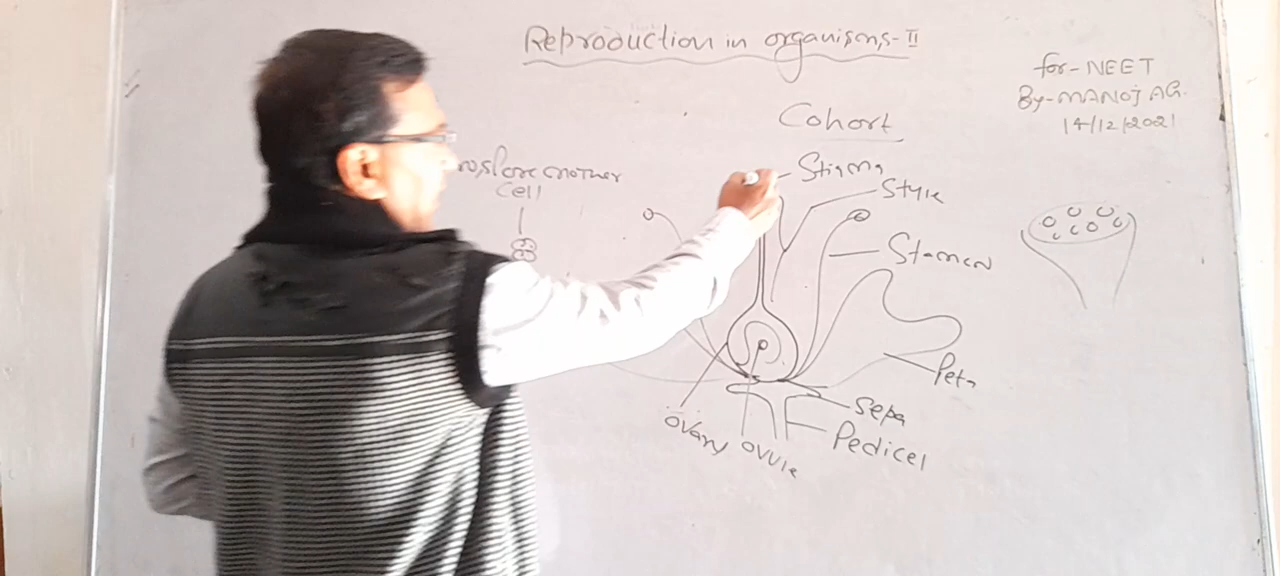 Reproduction in organisms-II
for-NEET
By-MANOJ AG.
14/12/2021
Cohort
Stigma
mother
Cell
Style
Stamen
Peta
Sepa
Pedicel
Ovary Ovule